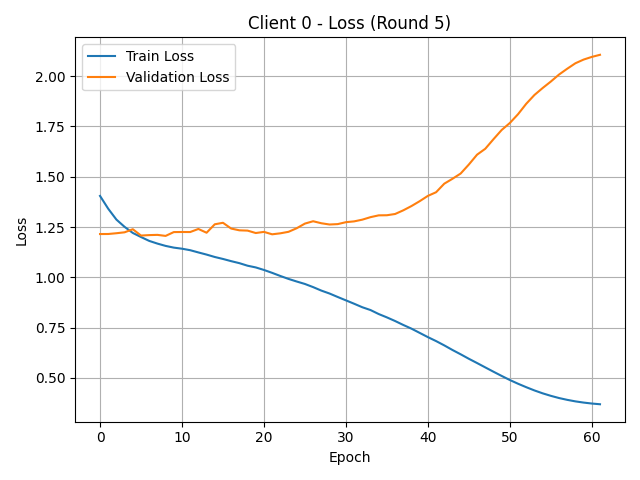 Client 0 - Loss (Round 5)
Train Loss
Validation Loss
2.00
1.75
1.50
1.25
1.00
0.75
0.50
Loss
0 10 20 30 40 50 60
Epoch